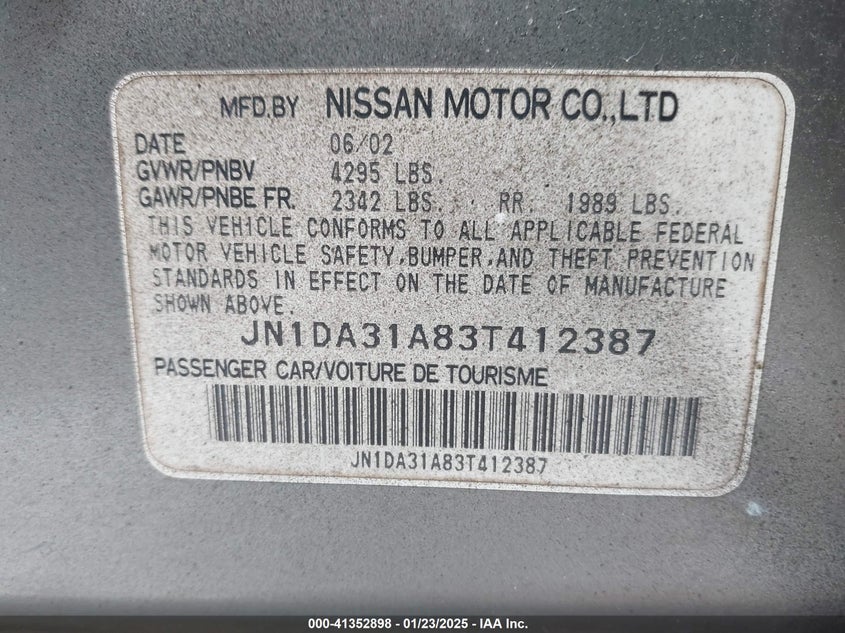 MFD.BY NISSAN MOTOR CO.,LTD
DATE 06/02
GVWR/PNBV 4295 LBS.
GAWR/PNBE FR. 2342 LBS. RR. 1989 LBS.
THIS VEHICLE CONFORMS TO ALL APPLICABLE FEDERAL
MOTOR VEHICLE SAFETY,BUMPER,AND THEFT PREVENTION
STANDARDS IN EFFECT ON THE DATE OF MANUFACTURE
SHOWN ABOVE.
JN1DA31A83T412387
PASSENGER CAR/VOITURE DE TOURISME
JN1DA31A83T412387
000-41352898 - 01/23/2025 - IAA Inc.